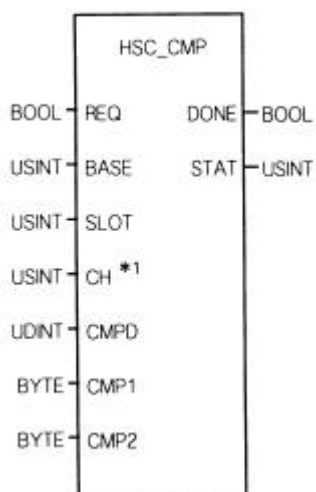 HSC_CMP
BOOL REQ DONE BOOL
USINT BASE STAT USINT
USINT SLOT
USINT CH *1
UDINT CMPD
BYTE CMP1
BYTE CMP2